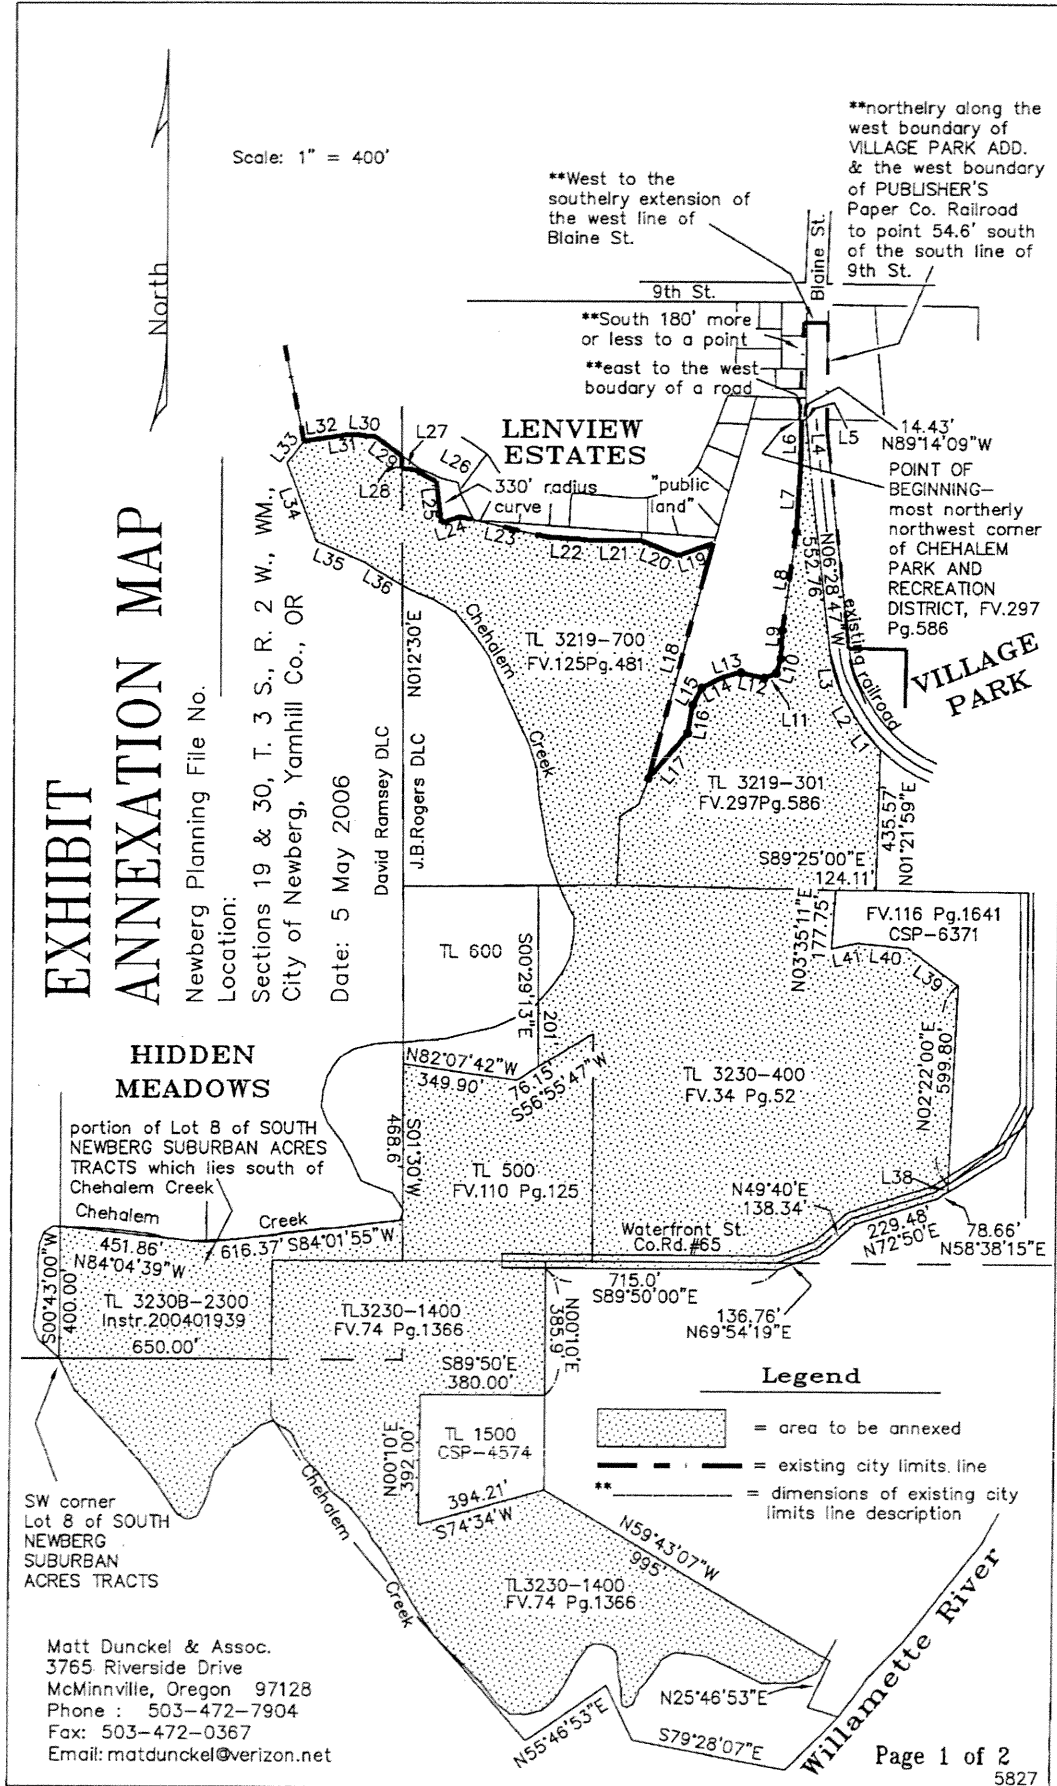 **northelry along the
west boundary of
VILLAGE PARK ADD.
& the west boundary
of PUBLISHER'S
Paper Co. Railroad
to point 54.6' south
of the south line of
9th St.
Scale: 1" = 400'
**West to the
southelry extension of
the west line of
Blaine St.
Blaine St.
North
9th St.
**South 180' more
or less to a point
**east to the west
boudary of a road
14.43'
N89°14'09"W
POINT OF
BEGINNING—
most northerly
northwest corner
of CHEHALEM
PARK AND
RECREATION
DISTRICT, FV.297
Pg.586
LENVIEW
ESTATES
330' radius
curve
"public
land"
L33
L32
L31
L30
L29
L28
L27
L26
L25
L24
L23
L22
L21
L20
L19
L34
L35
L36
L18
L17
L16
L15
L14
L13
L12
L11
L10
L9
L8
L7
L6
L5
L4
L3
L2
L1
N06°28'47"W
552.76
existing railroad
VILLAGE
PARK
EXHIBIT
ANNEXATION MAP
Newberg Planning File No.
Location:
Sections 19 & 30, T. 3 S., R. 2 W., WM.,
City of Newberg, Yamhill Co., OR
Date: 5 May 2006
David Ramsey DLC
J.B.Rogers DLC
N012°30'E
Chehalem
Creek
TL 3219-700
FV.125Pg.481
TL 3219-301
FV.297Pg.586
435.57'
N01°21'59"E
S89°25'00"E
124.11'
N03°35'11"E
177.75'
FV.116 Pg.1641
CSP-6371
L41 L40
L39
TL 600
S00°29'13"E
201'
N82°07'42"W
349.90'
76.15'
S56°55'47"W
TL 3230-400
FV.34 Pg.52
N02°22'00"E
599.80'
HIDDEN
MEADOWS
portion of Lot 8 of SOUTH
NEWBERG SUBURBAN ACRES
TRACTS which lies south of
Chehalem Creek
S01°30'W
468.6'
TL 500
FV.110 Pg.125
L38
N49°40'E
138.34'
Waterfront St.
Co.Rd.#65
229.48'
N72°50'E
78.66'
N58°38'15"E
Chehalem
Creek
451.86'
N84°04'39"W
616.37' S84°01'55"W
S00°43'00"W
400.00'
TL 3230B-2300
Instr.200401939
650.00'
TL3230-1400
FV.74 Pg.1366
715.0'
S89°50'00"E
136.76'
N69°54'19"E
N00°10'E
385.9'
S89°50'E
380.00'
N00°10'E
392.00'
TL 1500
CSP-4574
394.21'
S74°34'W
Legend
= area to be annexed
= existing city limits line
** = dimensions of existing city
limits line description
SW corner
Lot 8 of SOUTH
NEWBERG
SUBURBAN
ACRES TRACTS
Chehalem
Creek
N59°43'07"W
995'
TL3230-1400
FV.74 Pg.1366
N25°46'53"E
N55°46'53"E
S79°28'07"E
Willamette River
Matt Dunckel & Assoc.
3765 Riverside Drive
McMinnville, Oregon 97128
Phone : 503-472-7904
Fax: 503-472-0367
Email: matdunckel@verizon.net
Page 1 of 2
5827